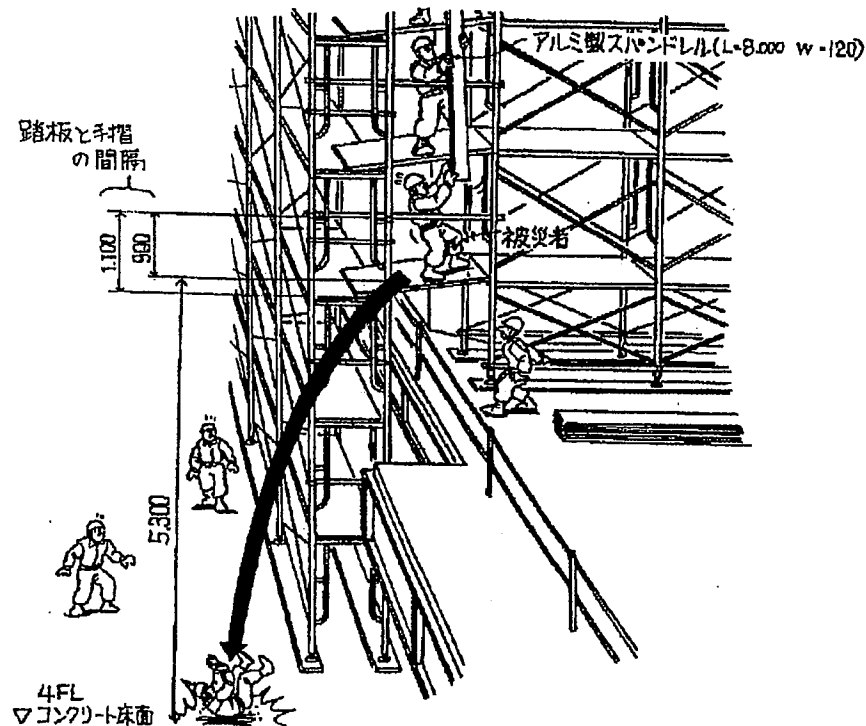 アルミ製スパンドレル(L=8.000 W=120)
踏板と手摺
の間隔
1.100
900
被災者
5.300
4FL
▽コンクリート床面